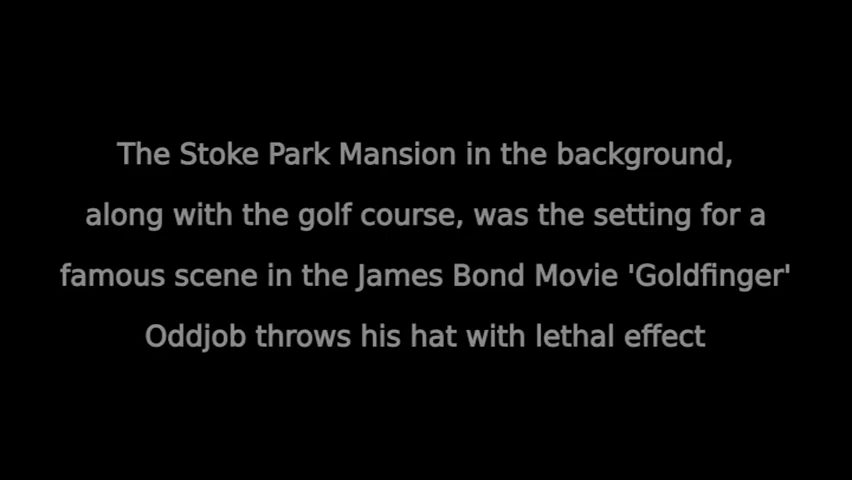 The Stoke Park Mansion in the background,
along with the golf course, was the setting for a
famous scene in the James Bond Movie 'Goldfinger'
Oddjob throws his hat with lethal effect